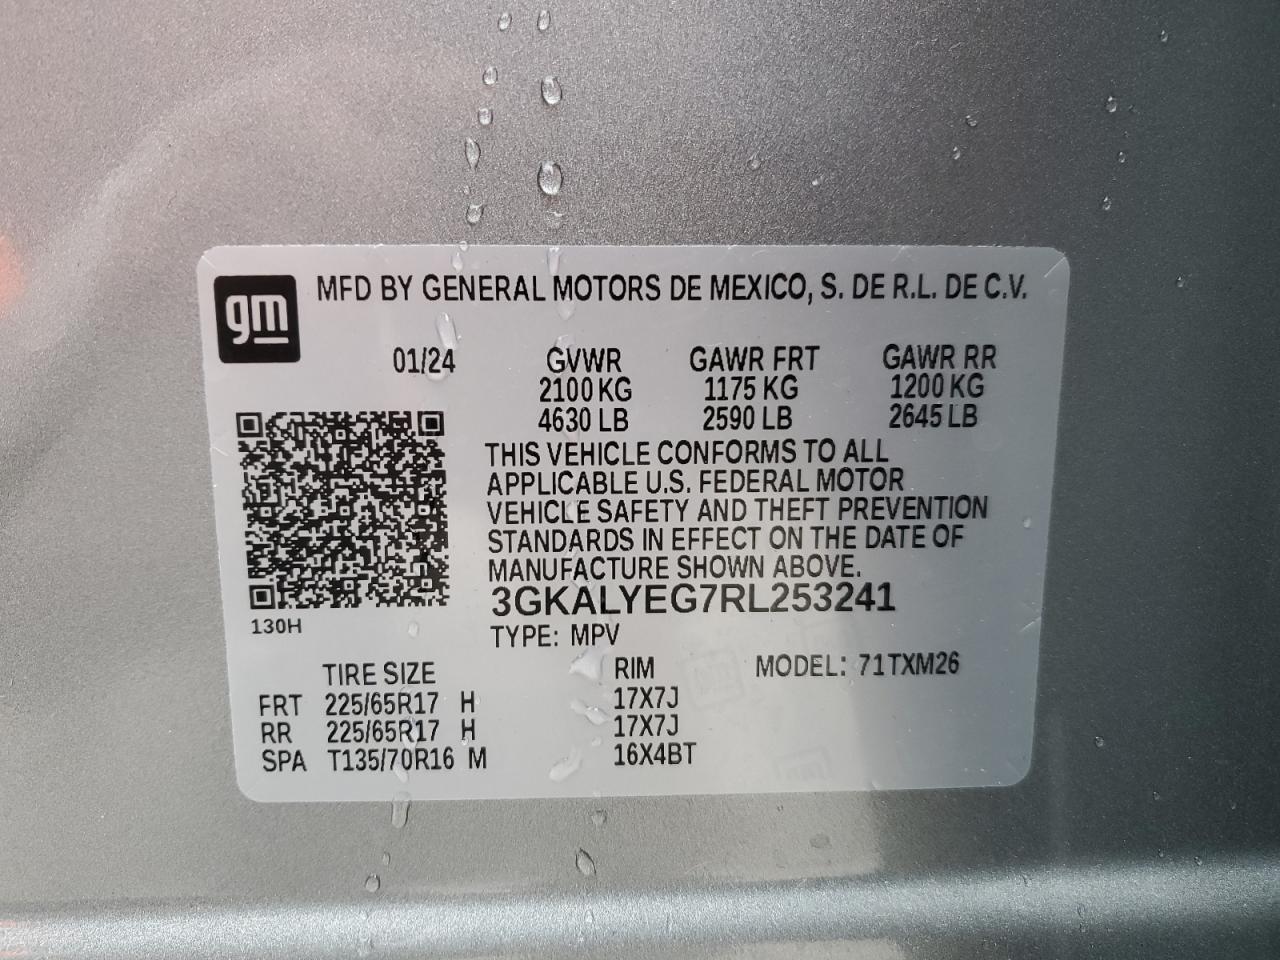 gm
MFD BY GENERAL MOTORS DE MEXICO, S. DE R.L. DE C.V.
01/24 GVWR GAWR FRT GAWR RR
2100 KG 1175 KG 1200 KG
4630 LB 2590 LB 2645 LB
THIS VEHICLE CONFORMS TO ALL
APPLICABLE U.S. FEDERAL MOTOR
VEHICLE SAFETY AND THEFT PREVENTION
STANDARDS IN EFFECT ON THE DATE OF
MANUFACTURE SHOWN ABOVE.
3GKALYEG7RL253241
130H
TYPE: MPV
TIRE SIZE RIM MODEL: 71TXM26
FRT 225/65R17 H 17X7J
RR 225/65R17 H 17X7J
SPA T135/70R16 M 16X4BT